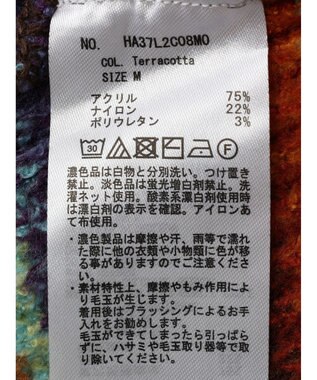 NO. HA37L2C08MO
COL. Terracotta
SIZE M
アクリル 75%
ナイロン 22%
ポリウレタン 3%
30 F
濃色品は白物と分別洗い。つけ置き
禁止。淡色品は蛍光増白剤禁止。洗
濯ネット使用。酸素系漂白剤使用時
は漂白剤の表示を確認。アイロンあ
て布使用。
・濃色製品は摩擦や汗、雨等で濡れ
た際に他の衣類や小物類に色が移
る事がありますのでご注意くださ
い。
・素材特性上、摩擦やもみ作用によ
り毛玉が生じます。
着用後はブラッシングによるお手
入れをお勧めします。
毛玉ができてしまったら引っぱら
ずに、ハサミや毛玉取り器等で取
り除いてください。